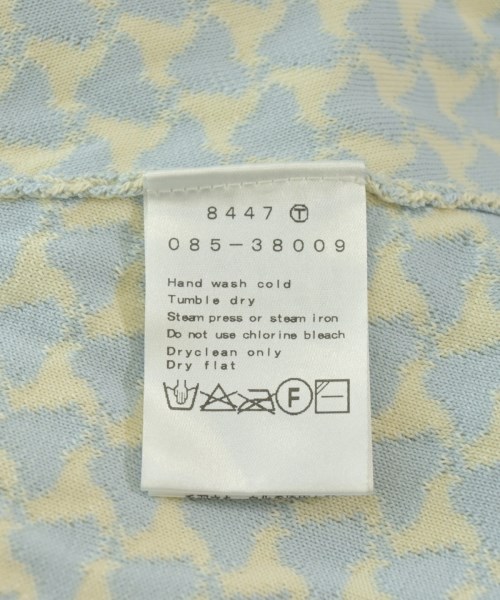 8447 Ⓣ
085-38009
Hand wash cold
Tumble dry
Steam press or steam iron
Do not use chlorine bleach
Dryclean only
Dry flat
F